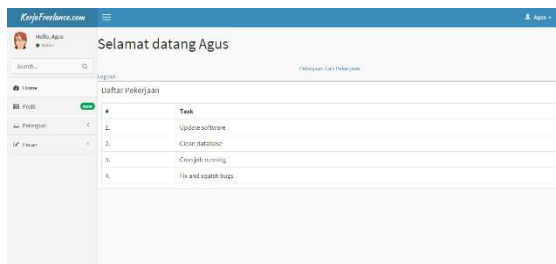 KerjaFreelance.com
Agus
Hello, Agus
Online
Search...
Home
Profil
new
Pekerjaan
Pesan
Selamat datang Agus
Pekerjaan Cari Pekerjaan
Logout
Daftar Pekerjaan
# Task
1. Update software
2. Clean database
3. Cron job running
4. Fix and squish bugs